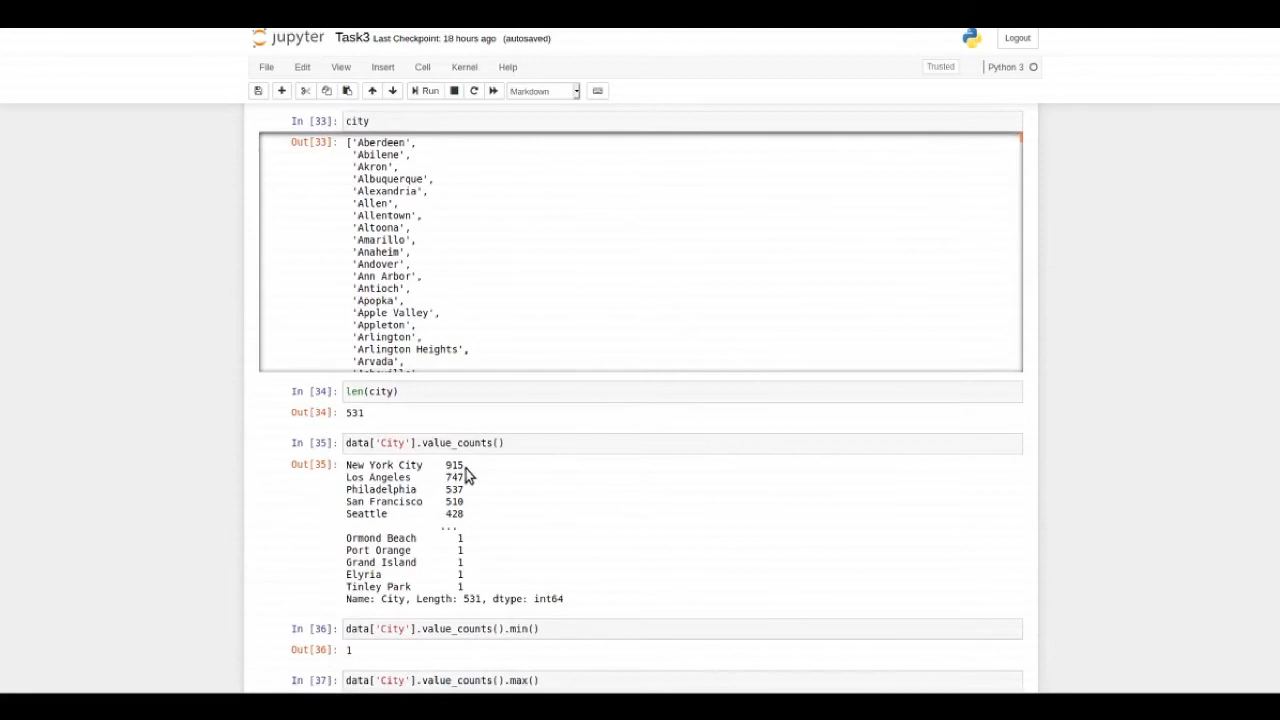 jupyter Task3 Last Checkpoint: 18 hours ago (autosaved)
Logout
File Edit View Insert Cell Kernel Help
Trusted Python 3
Run Markdown
In [33]: city
Out[33]: ['Aberdeen',
'Abilene',
'Akron',
'Albuquerque',
'Alexandria',
'Allen',
'Allentown',
'Altoona',
'Amarillo',
'Anaheim',
'Andover',
'Ann Arbor',
'Antioch',
'Apopka',
'Apple Valley',
'Appleton',
'Arlington',
'Arlington Heights',
'Arvada',
In [34]: len(city)
Out[34]: 531
In [35]: data['City'].value_counts()
Out[35]: New York City 915
Los Angeles 747
Philadelphia 537
San Francisco 510
Seattle 428
...
Ormond Beach 1
Port Orange 1
Grand Island 1
Elyria 1
Tinley Park 1
Name: City, Length: 531, dtype: int64
In [36]: data['City'].value_counts().min()
Out[36]: 1
In [37]: data['City'].value_counts().max()